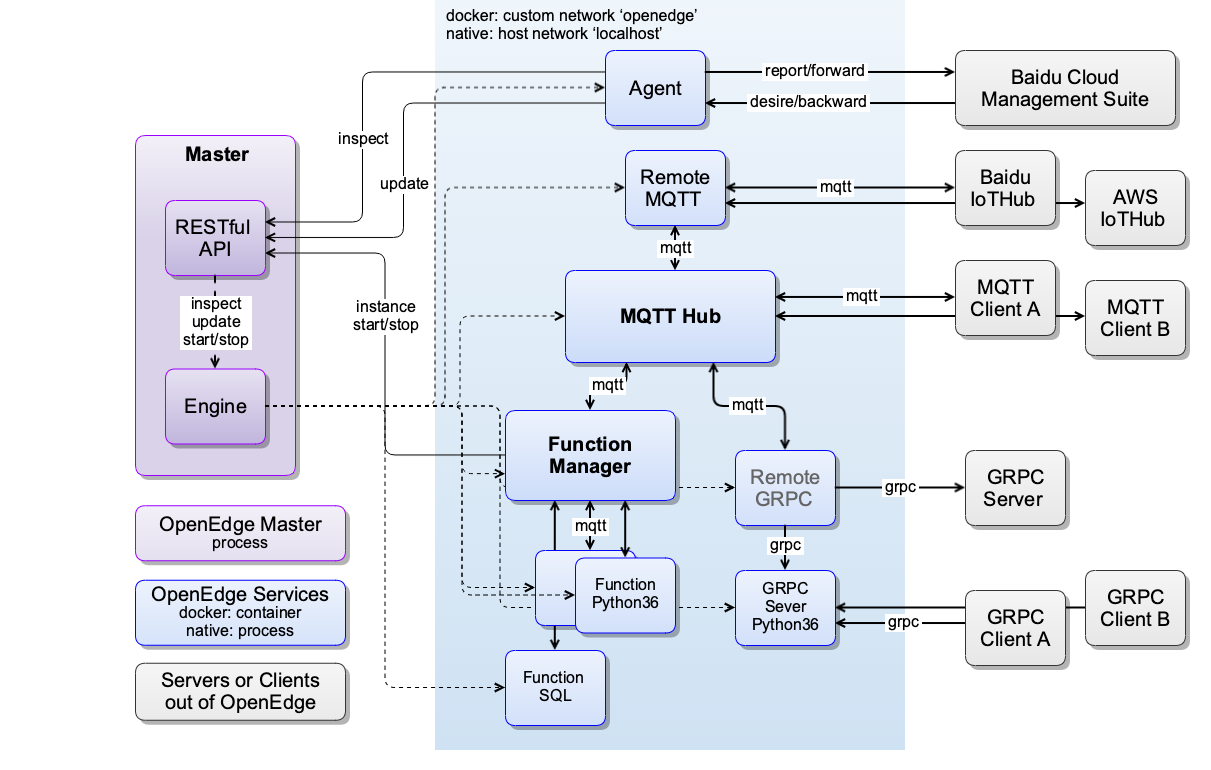 docker: custom network ‘openedge’
native: host network ‘localhost’
Agent
report/forward
desire/backward
Baidu Cloud
Management Suite
inspect
update
Master
RESTful
API
inspect
update
start/stop
Engine
instance
start/stop
Remote
MQTT
mqtt
Baidu
IoTHub
AWS
IoTHub
mqtt
MQTT Hub
mqtt
MQTT
Client A
MQTT
Client B
mqtt
mqtt
Function
Manager
Remote
GRPC
grpc
GRPC
Server
mqtt
grpc
Function
Python36
GRPC
Sever
Python36
grpc
GRPC
Client A
GRPC
Client B
Function
SQL
OpenEdge Master
process
OpenEdge Services
docker: container
native: process
Servers or Clients
out of OpenEdge